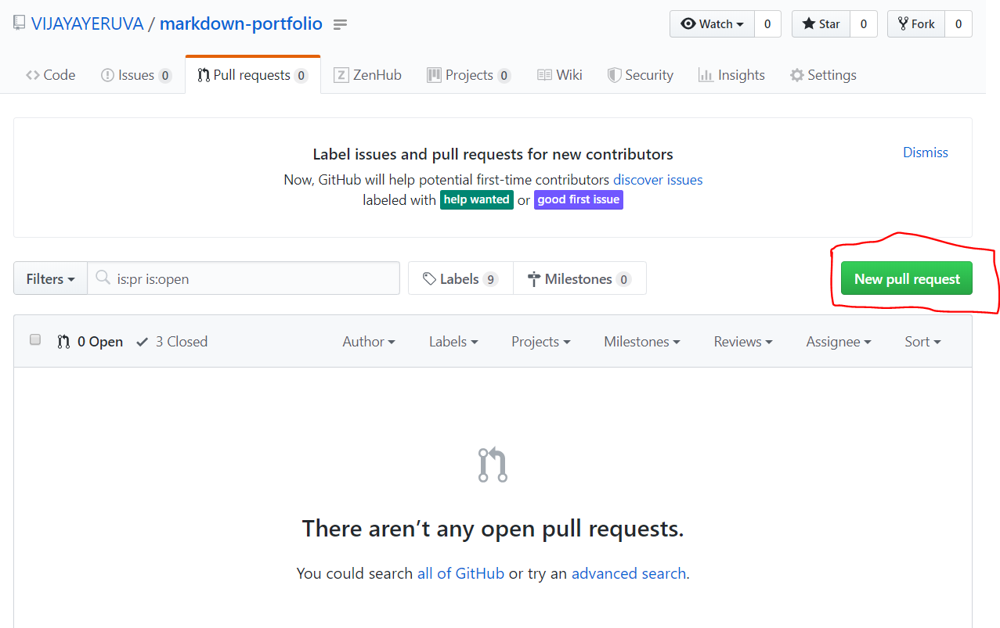 VIJAYAYERUVA / markdown-portfolio
Watch 0 Star 0 Fork 0
Code Issues 0 Pull requests 0 ZenHub Projects 0 Wiki Security Insights Settings
Label issues and pull requests for new contributors
Dismiss
Now, GitHub will help potential first-time contributors discover issues
labeled with help wanted or good first issue
Filters is:pr is:open Labels 9 Milestones 0 New pull request
0 Open 3 Closed Author Labels Projects Milestones Reviews Assignee Sort
There aren’t any open pull requests.
You could search all of GitHub or try an advanced search.